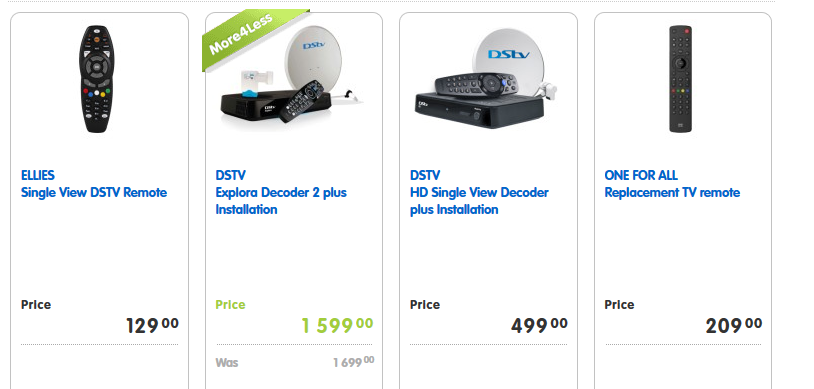 More4Less
DStv
DStv
ELLIES
Single View DSTV Remote
Price
129 00
DSTV
Explora Decoder 2 plus
Installation
Price
1 599 00
Was
1 699 00
DSTV
HD Single View Decoder
plus Installation
Price
499 00
ONE FOR ALL
Replacement TV remote
Price
209 00